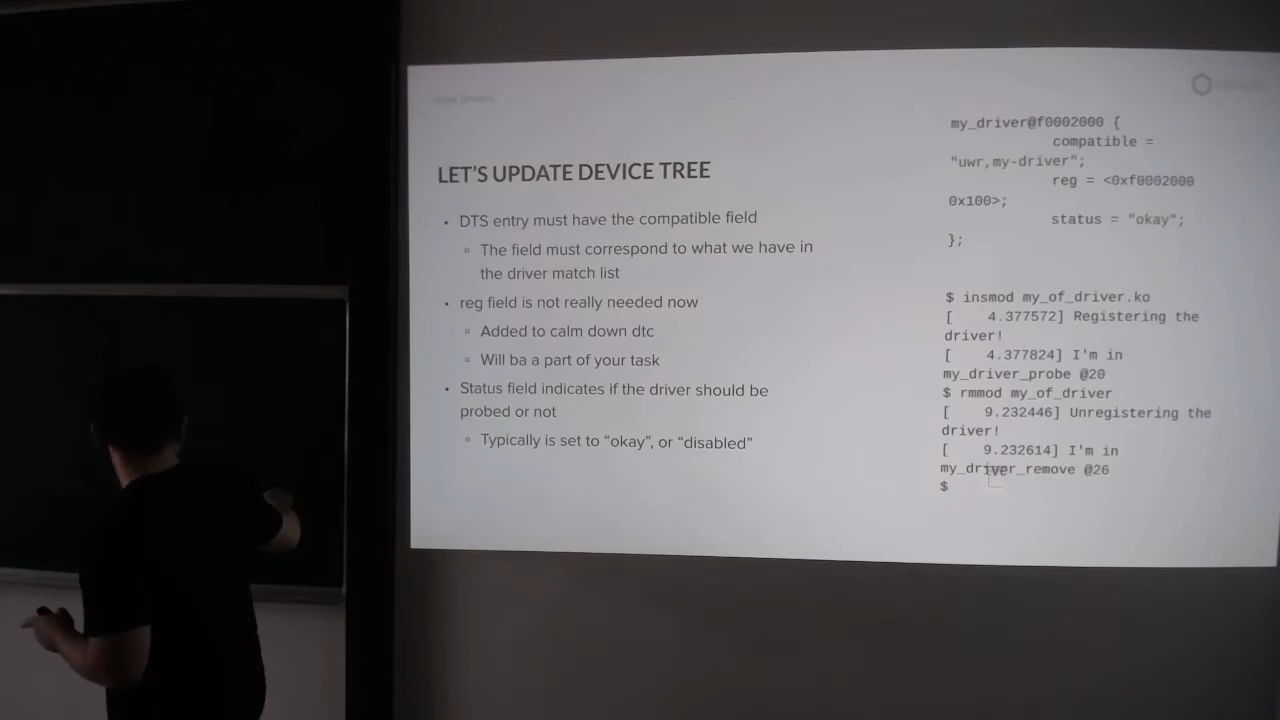 LET'S UPDATE DEVICE TREE
• DTS entry must have the compatible field
▫ The field must correspond to what we have in
the driver match list
• reg field is not really needed now
▫ Added to calm down dtc
▫ Will ba a part of your task
• Status field indicates if the driver should be
probed or not
▫ Typically is set to “okay”, or “disabled”
my_driver@f0002000 {
compatible =
"uwr,my-driver";
reg = <0xf0002000
0x100>;
status = "okay";
};
$ insmod my_of_driver.ko
[ 4.377572] Registering the
driver!
[ 4.377824] I'm in
my_driver_probe @20
$ rmmod my_of_driver
[ 9.232446] Unregistering the
driver!
[ 9.232614] I'm in
my_driver_remove @26
$